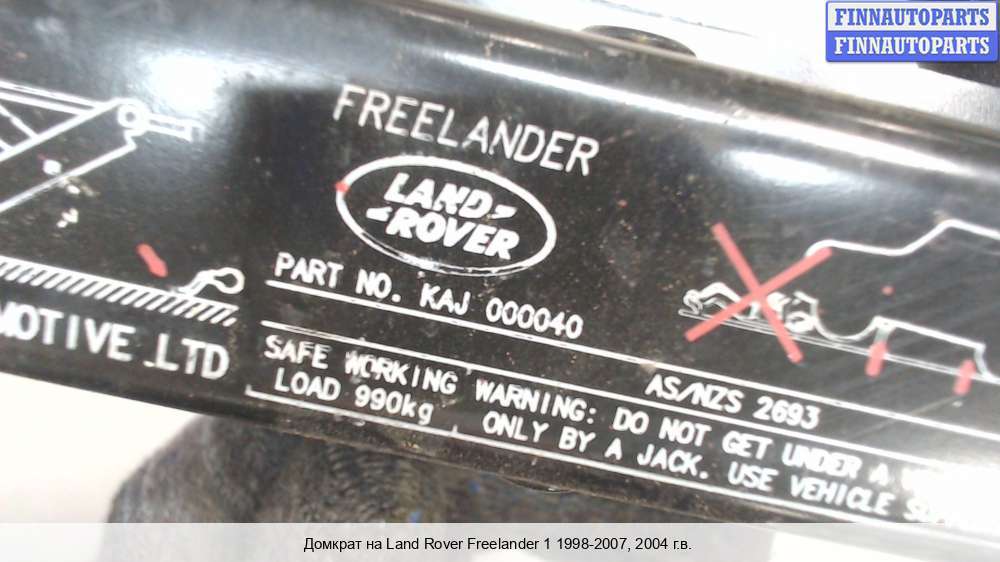 FINNAUTOPARTS
FINNAUTOPARTS
FREELANDER
LAND
ROVER
PART NO. KAJ 000040
LTD
AS/NZS 2693
SAFE WORKING
LOAD 990kg
WARNING: DO NOT GET UNDER A
ONLY BY A JACK. USE VEHICLE
Домкрат на Land Rover Freelander 1 1998-2007, 2004 г.в.